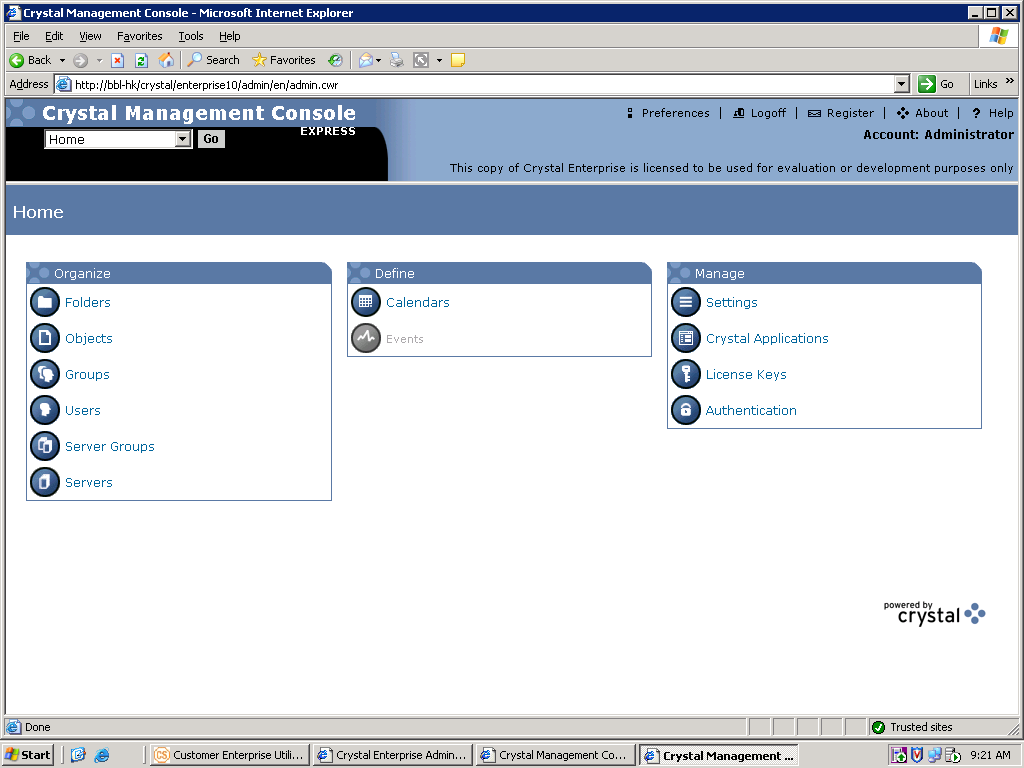 Crystal Management Console - Microsoft Internet Explorer
File Edit View Favorites Tools Help
Back Search Favorites
Address http://bbl-hk/crystal/enterprise10/admin/en/admin.cwr Go Links »
Crystal Management Console
EXPRESS
Preferences | Logoff | Register | About | ? Help
Home Go
Account: Administrator
This copy of Crystal Enterprise is licensed to be used for evaluation or development purposes only
Home
Organize
Folders
Objects
Groups
Users
Server Groups
Servers
Define
Calendars
Events
Manage
Settings
Crystal Applications
License Keys
Authentication
powered by
crystal
Done Trusted sites
Start CS Customer Enterprise Utili... Crystal Enterprise Admin... Crystal Management Co... Crystal Management ... 9:21 AM